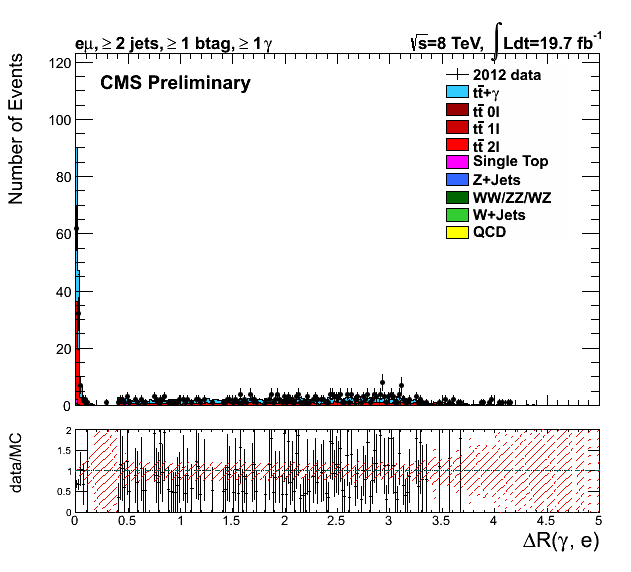 eμ, ≥ 2 jets, ≥ 1 btag, ≥ 1 γ
√s=8 TeV, ∫ Ldt=19.7 fb⁻¹
CMS Preliminary
2012 data
tt̄+γ
tt̄ 0l
tt̄ 1l
tt̄ 2l
Single Top
Z+Jets
WW/ZZ/WZ
W+Jets
QCD
Number of Events
120
100
80
60
40
20
0
data/MC
2
1.5
1
0.5
0
0 0.5 1 1.5 2 2.5 3 3.5 4 4.5 5
ΔR(γ, e)